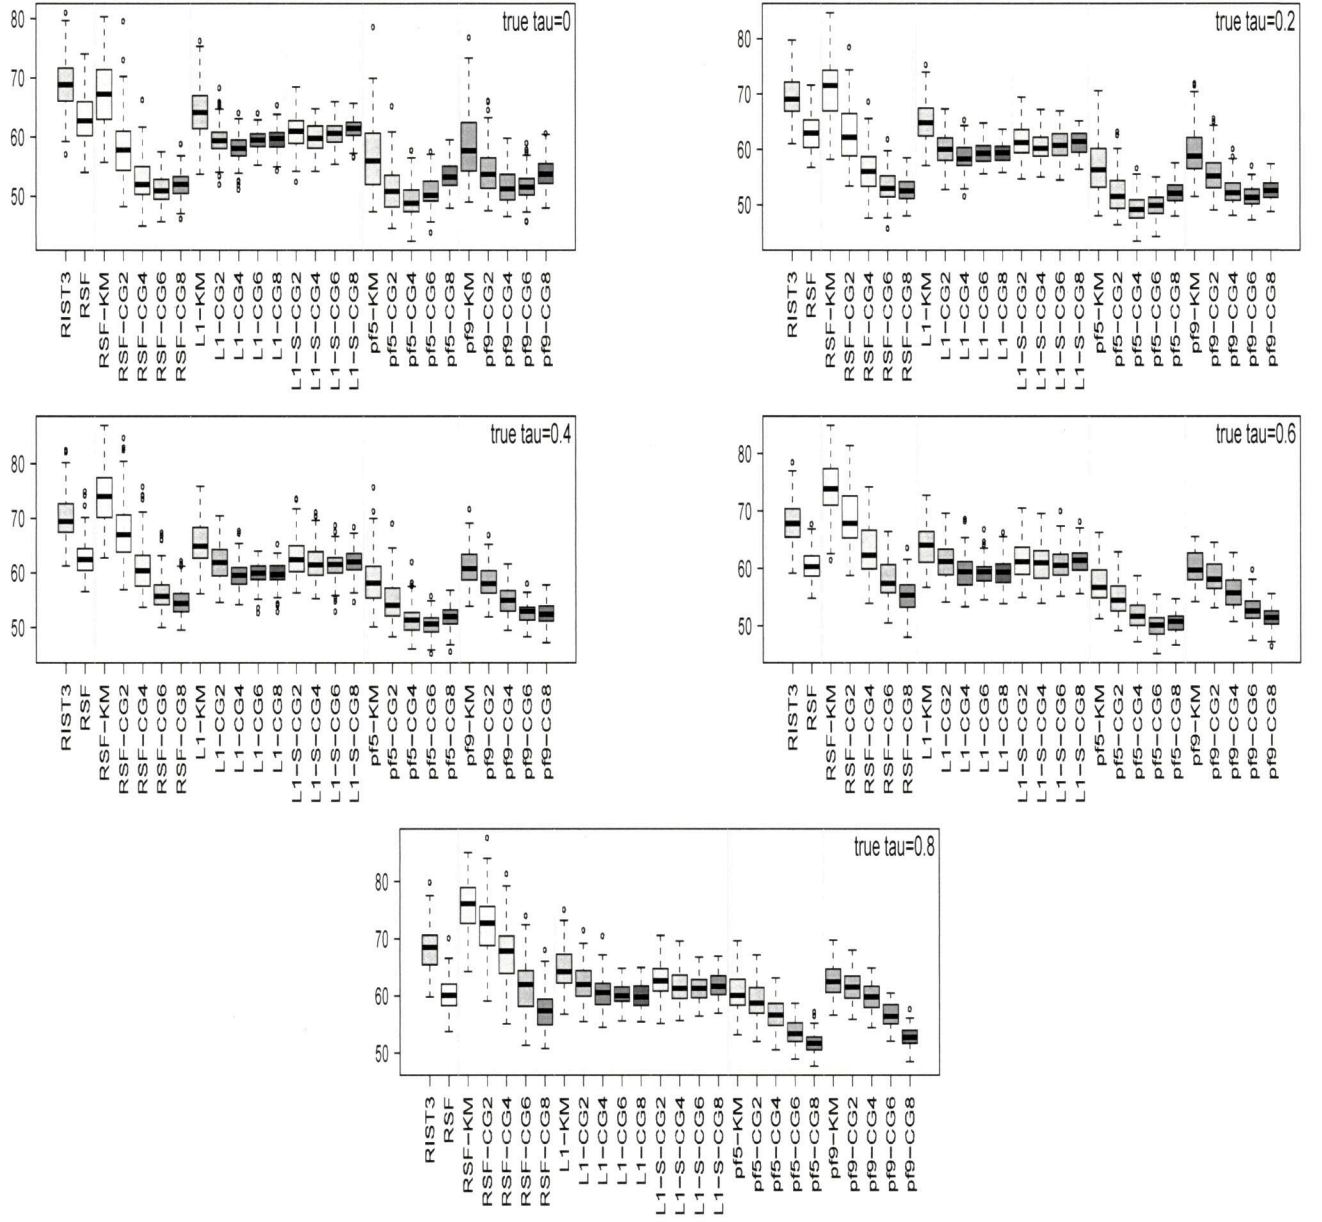 true tau=0
80
70
60
50
RIST3
RSF
RSF−KM
RSF−CG2
RSF−CG4
RSF−CG6
RSF−CG8
L1−KM
L1−CG2
L1−CG4
L1−CG6
L1−CG8
L1−S−CG2
L1−S−CG4
L1−S−CG6
L1−S−CG8
pf5−KM
pf5−CG2
pf5−CG4
pf5−CG6
pf5−CG8
pf9−KM
pf9−CG2
pf9−CG4
pf9−CG6
pf9−CG8
true tau=0.2
80
70
60
50
RIST3
RSF
RSF−KM
RSF−CG2
RSF−CG4
RSF−CG6
RSF−CG8
L1−KM
L1−CG2
L1−CG4
L1−CG6
L1−CG8
L1−S−CG2
L1−S−CG4
L1−S−CG6
L1−S−CG8
pf5−KM
pf5−CG2
pf5−CG4
pf5−CG6
pf5−CG8
pf9−KM
pf9−CG2
pf9−CG4
pf9−CG6
pf9−CG8
true tau=0.4
80
70
60
50
RIST3
RSF
RSF−KM
RSF−CG2
RSF−CG4
RSF−CG6
RSF−CG8
L1−KM
L1−CG2
L1−CG4
L1−CG6
L1−CG8
L1−S−CG2
L1−S−CG4
L1−S−CG6
L1−S−CG8
pf5−KM
pf5−CG2
pf5−CG4
pf5−CG6
pf5−CG8
pf9−KM
pf9−CG2
pf9−CG4
pf9−CG6
pf9−CG8
true tau=0.6
80
70
60
50
RIST3
RSF
RSF−KM
RSF−CG2
RSF−CG4
RSF−CG6
RSF−CG8
L1−KM
L1−CG2
L1−CG4
L1−CG6
L1−CG8
L1−S−CG2
L1−S−CG4
L1−S−CG6
L1−S−CG8
pf5−KM
pf5−CG2
pf5−CG4
pf5−CG6
pf5−CG8
pf9−KM
pf9−CG2
pf9−CG4
pf9−CG6
pf9−CG8
true tau=0.8
80
70
60
50
RIST3
RSF
RSF−KM
RSF−CG2
RSF−CG4
RSF−CG6
RSF−CG8
L1−KM
L1−CG2
L1−CG4
L1−CG6
L1−CG8
L1−S−CG2
L1−S−CG4
L1−S−CG6
L1−S−CG8
pf5−KM
pf5−CG2
pf5−CG4
pf5−CG6
pf5−CG8
pf9−KM
pf9−CG2
pf9−CG4
pf9−CG6
pf9−CG8